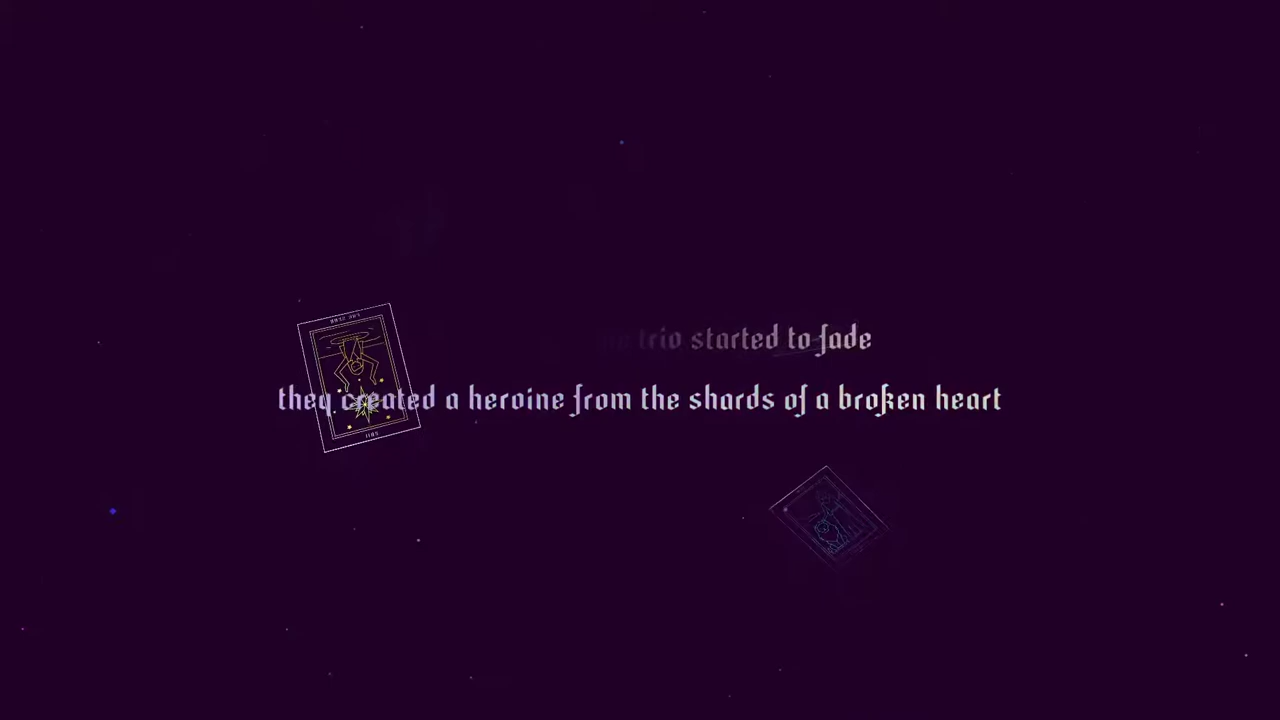 trio started to fade
they created a heroine from the shards of a broken heart